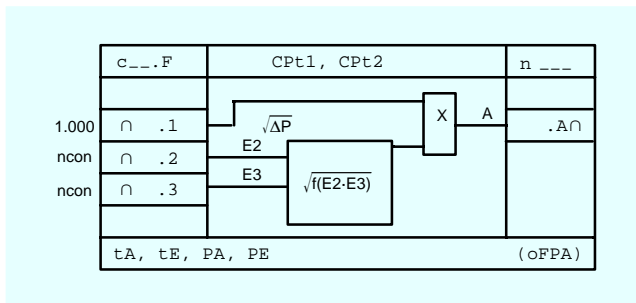 c__.F CPt1, CPt2 n ___
1.000 ∩ .1 √ΔP X A .A∩
ncon ∩ .2 E2
ncon ∩ .3 E3 √f(E2·E3)
tA, tE, PA, PE (oFPA)